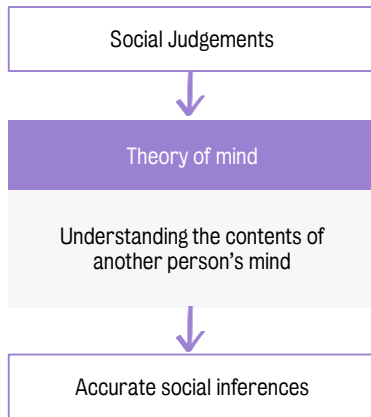 Social Judgements
Theory of mind
Understanding the contents of
another person's mind
Accurate social inferences